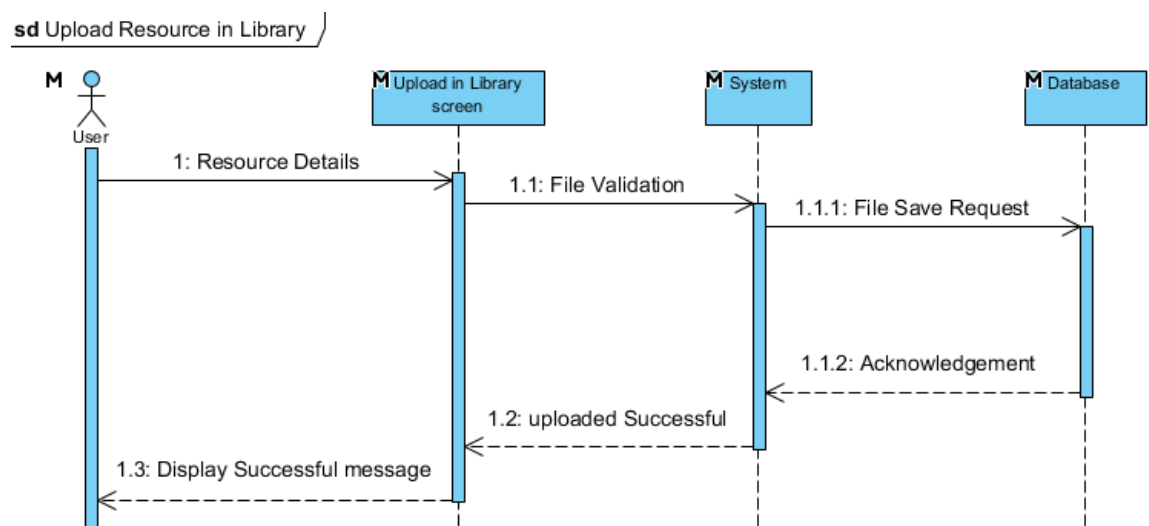 sd Upload Resource in Library
M
User
M Upload in Library
screen
M System
M Database
1: Resource Details
1.1: File Validation
1.1.1: File Save Request
1.1.2: Acknowledgement
1.2: uploaded Successful
1.3: Display Successful message